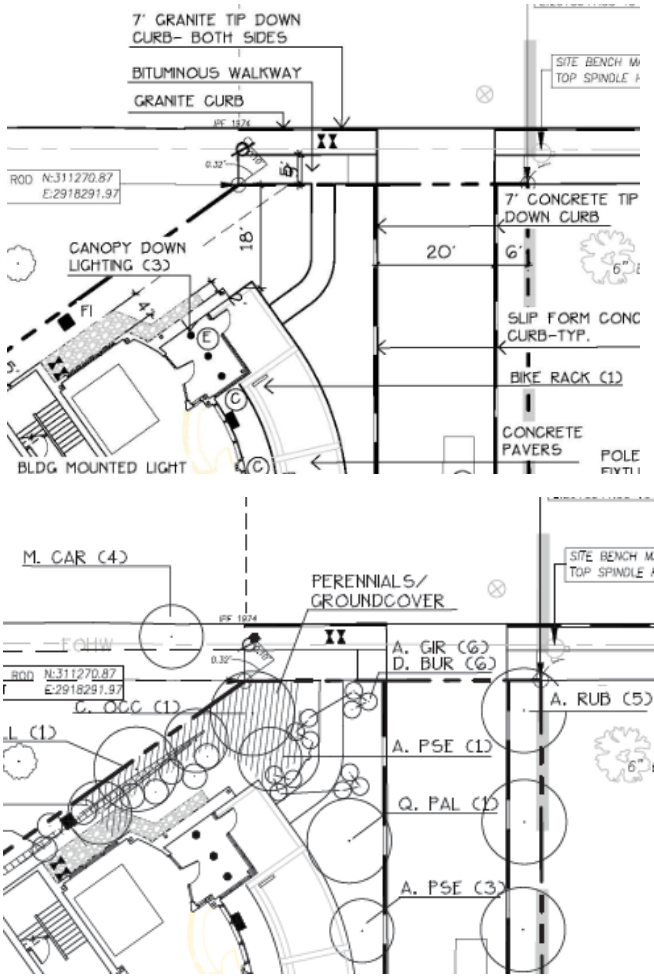 7' GRANITE TIP DOWN
CURB- BOTH SIDES
BITUMINOUS WALKWAY
GRANITE CURB
IPF 1974
SITE BENCH
TOP SPINDLE
0.32'
5'
ROD N:311270.87
E:2918291.97
7' CONCRETE TIP
DOWN CURB
18'
20'
6'
CANOPY DOWN
LIGHTING (3)
6"
FI
4'
2'
E
SLIP FORM CONC
CURB-TYP.
BIKE RACK (1)
C
CONCRETE
PAVERS
POLE
BLDG MOUNTED LIGHT
C
SITE BENCH
TOP SPINDLE
M. CAR (4)
PERENNIALS/
GROUNDCOVER
IPF 1974
FOHW
A. GIR (6)
D. BUR (6)
0.32'
ROD N:311270.87
E:2918291.97
C. OCC (1)
A. RUB (5)
L (1)
A. PSE (1)
6"
Q. PAL (1)
A. PSE (3)